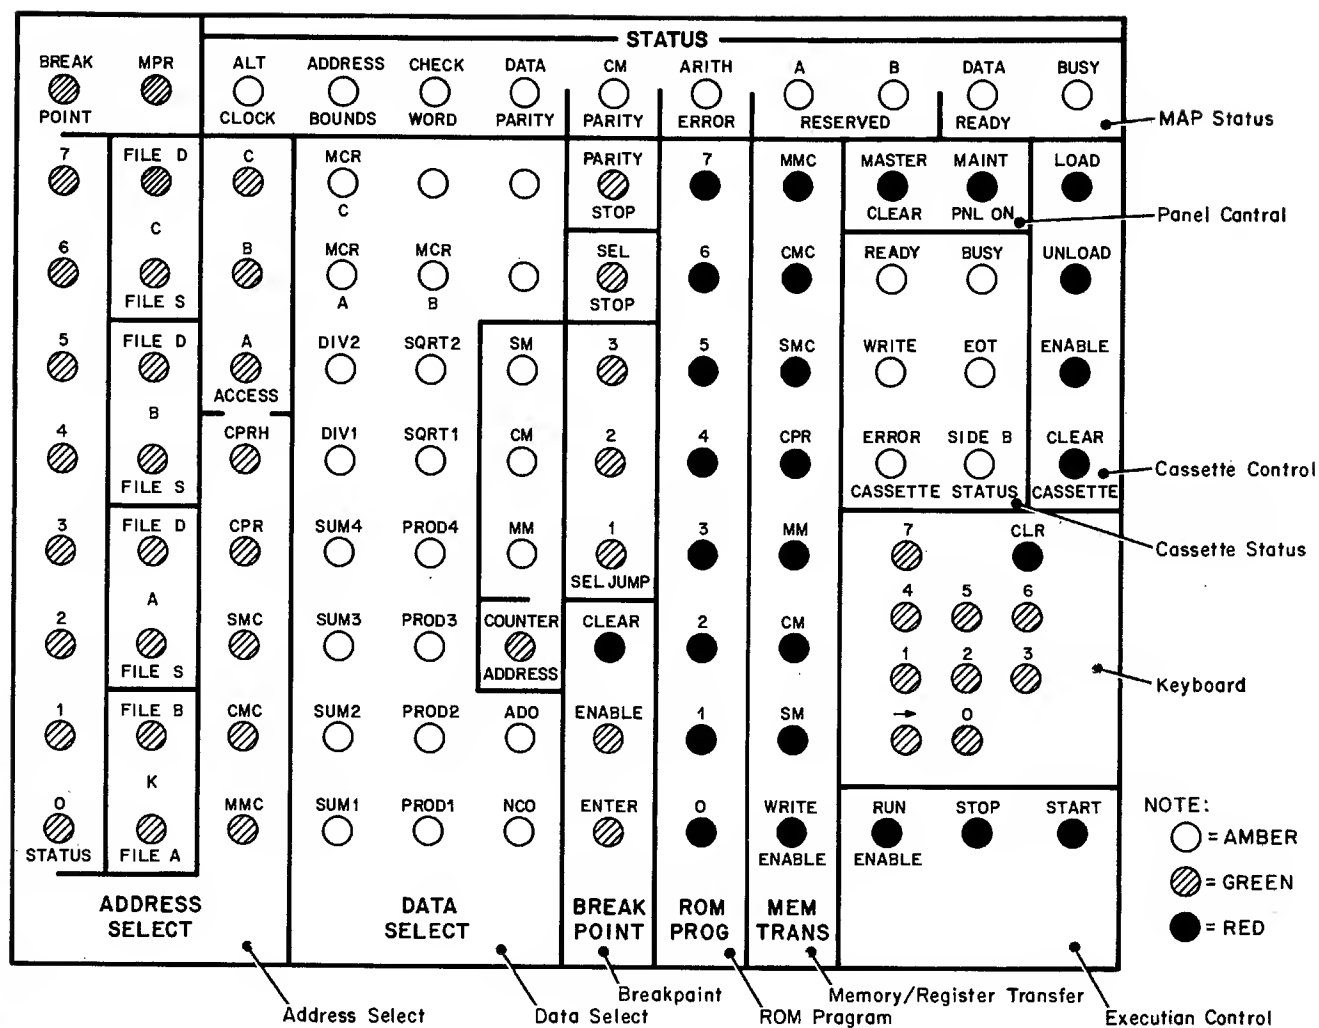 STATUS
BREAK MPR ALT ADDRESS CHECK DATA CM ARITH A B DATA BUSY
POINT CLOCK BOUNDS WORD PARITY PARITY ERROR RESERVED READY
MAP Status
7 FILE D C MCR PARITY 7 MMC MASTER MAINT LOAD
C STOP CLEAR PNL ON
Panel Cantral
C
6 B MCR MCR SEL 6 CMC READY BUSY UNLOAD
FILE S A B STOP
5 FILE D A DIV2 SQRT2 SM 3 5 SMC WRITE EOT ENABLE
ACCESS
B
4 CPRH DIV1 SQRT1 CM 2 4 CPR ERROR SIDE B CLEAR
FILE S CASSETTE STATUS CASSETTE
Cassette Control
3 FILE D CPR SUM4 PROD4 MM 1 3 MM 7 CLR
Cassette Status
SEL JUMP
A
4 5 6
2 SMC SUM3 PROD3 COUNTER CLEAR 2 CM
FILE S ADDRESS
1 2 3
Keyboard
1 FILE B CMC SUM2 PROD2 ADO ENABLE 1 SM → 0
K
0 MMC SUM1 PROD1 NCO ENTER 0 WRITE RUN STOP START
STATUS FILE A ENABLE ENABLE
NOTE:
= AMBER
= GREEN
= RED
ADDRESS DATA BREAK ROM MEM
SELECT SELECT POINT PROG TRANS
Address Select
Data Select
Breakpaint
ROM Pragram
Memory/Register Transfer
Executian Control